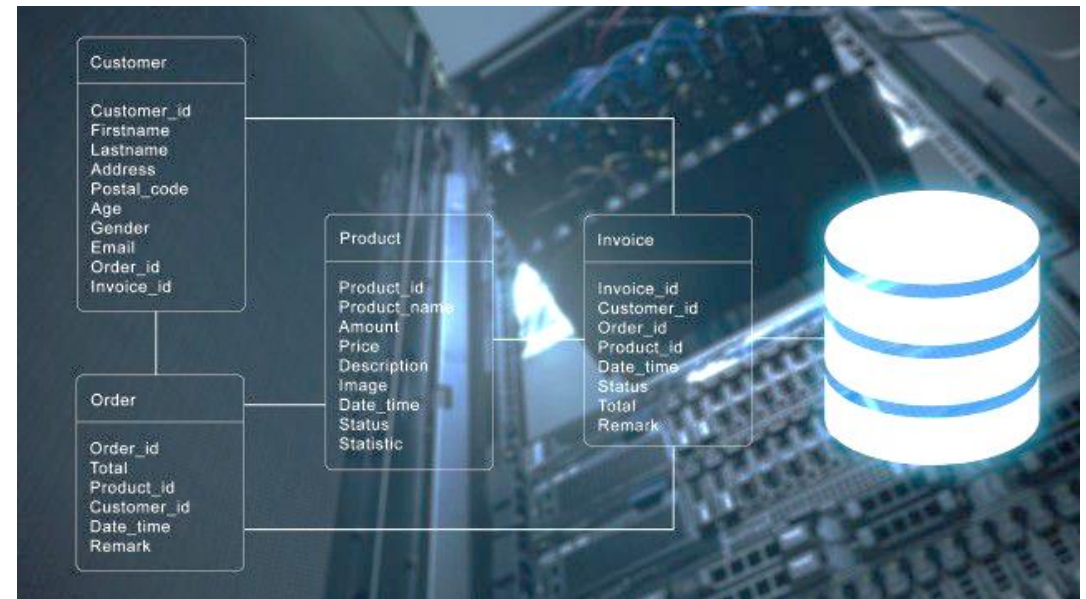 Customer
Customer_id
Firstname
Lastname
Address
Postal_code
Age
Gender
Email
Order_id
Invoice_id
Order
Order_id
Total
Product_id
Customer_id
Date_time
Remark
Product
Product_id
Product_name
Amount
Price
Description
Image
Date_time
Status
Statistic
Invoice
Invoice_id
Customer_id
Order_id
Product_id
Date_time
Status
Total
Remark